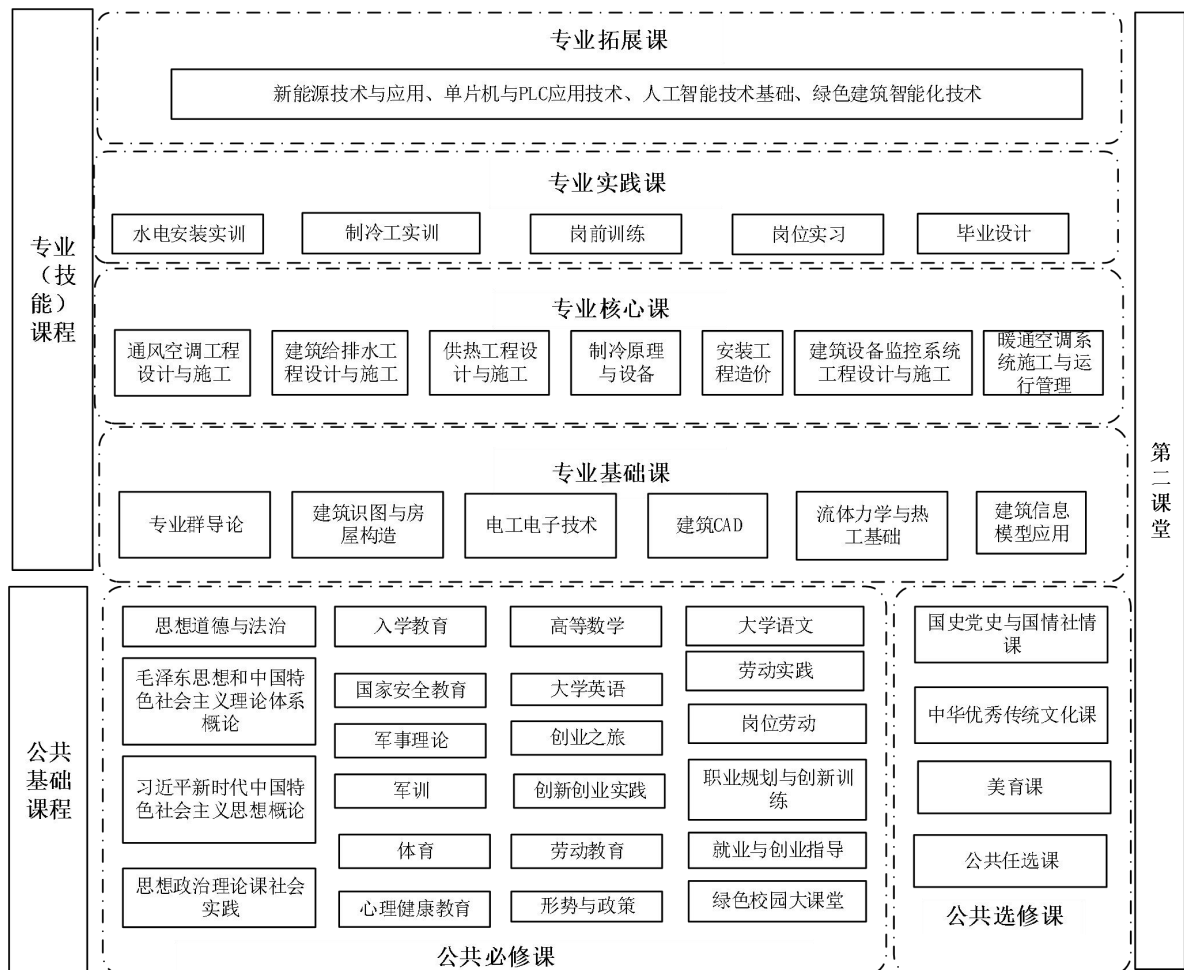 专业拓展课
新能源技术与应用、单片机与PLC应用技术、人工智能技术基础、绿色建筑智能化技术
专业实践课
水电安装实训
制冷工实训
岗前训练
岗位实习
毕业设计
专业
（技
能）
课程
专业核心课
通风空调工程
设计与施工
建筑给排水工
程设计与施工
供热工程设
计与施工
制冷原理
与设备
安装工
程造价
建筑设备监控系统
工程设计与施工
暖通空调系
统施工与运
行管理
专业基础课
专业群导论
建筑识图与房
屋构造
电工电子技术
建筑CAD
流体力学与热
工基础
建筑信息
模型应用
第
二
课
堂
公共
基础
课程
思想道德与法治
毛泽东思想和中国特
色社会主义理论体系
概论
习近平新时代中国特
色社会主义思想概论
思想政治理论课社会
实践
入学教育
国家安全教育
军事理论
军训
体育
心理健康教育
高等数学
大学英语
创业之旅
创新创业实践
劳动教育
形势与政策
大学语文
劳动实践
岗位劳动
职业规划与创新训
练
就业与创业指导
绿色校园大课堂
公共必修课
国史党史与国情社情
课
中华优秀传统文化课
美育课
公共任选课
公共选修课